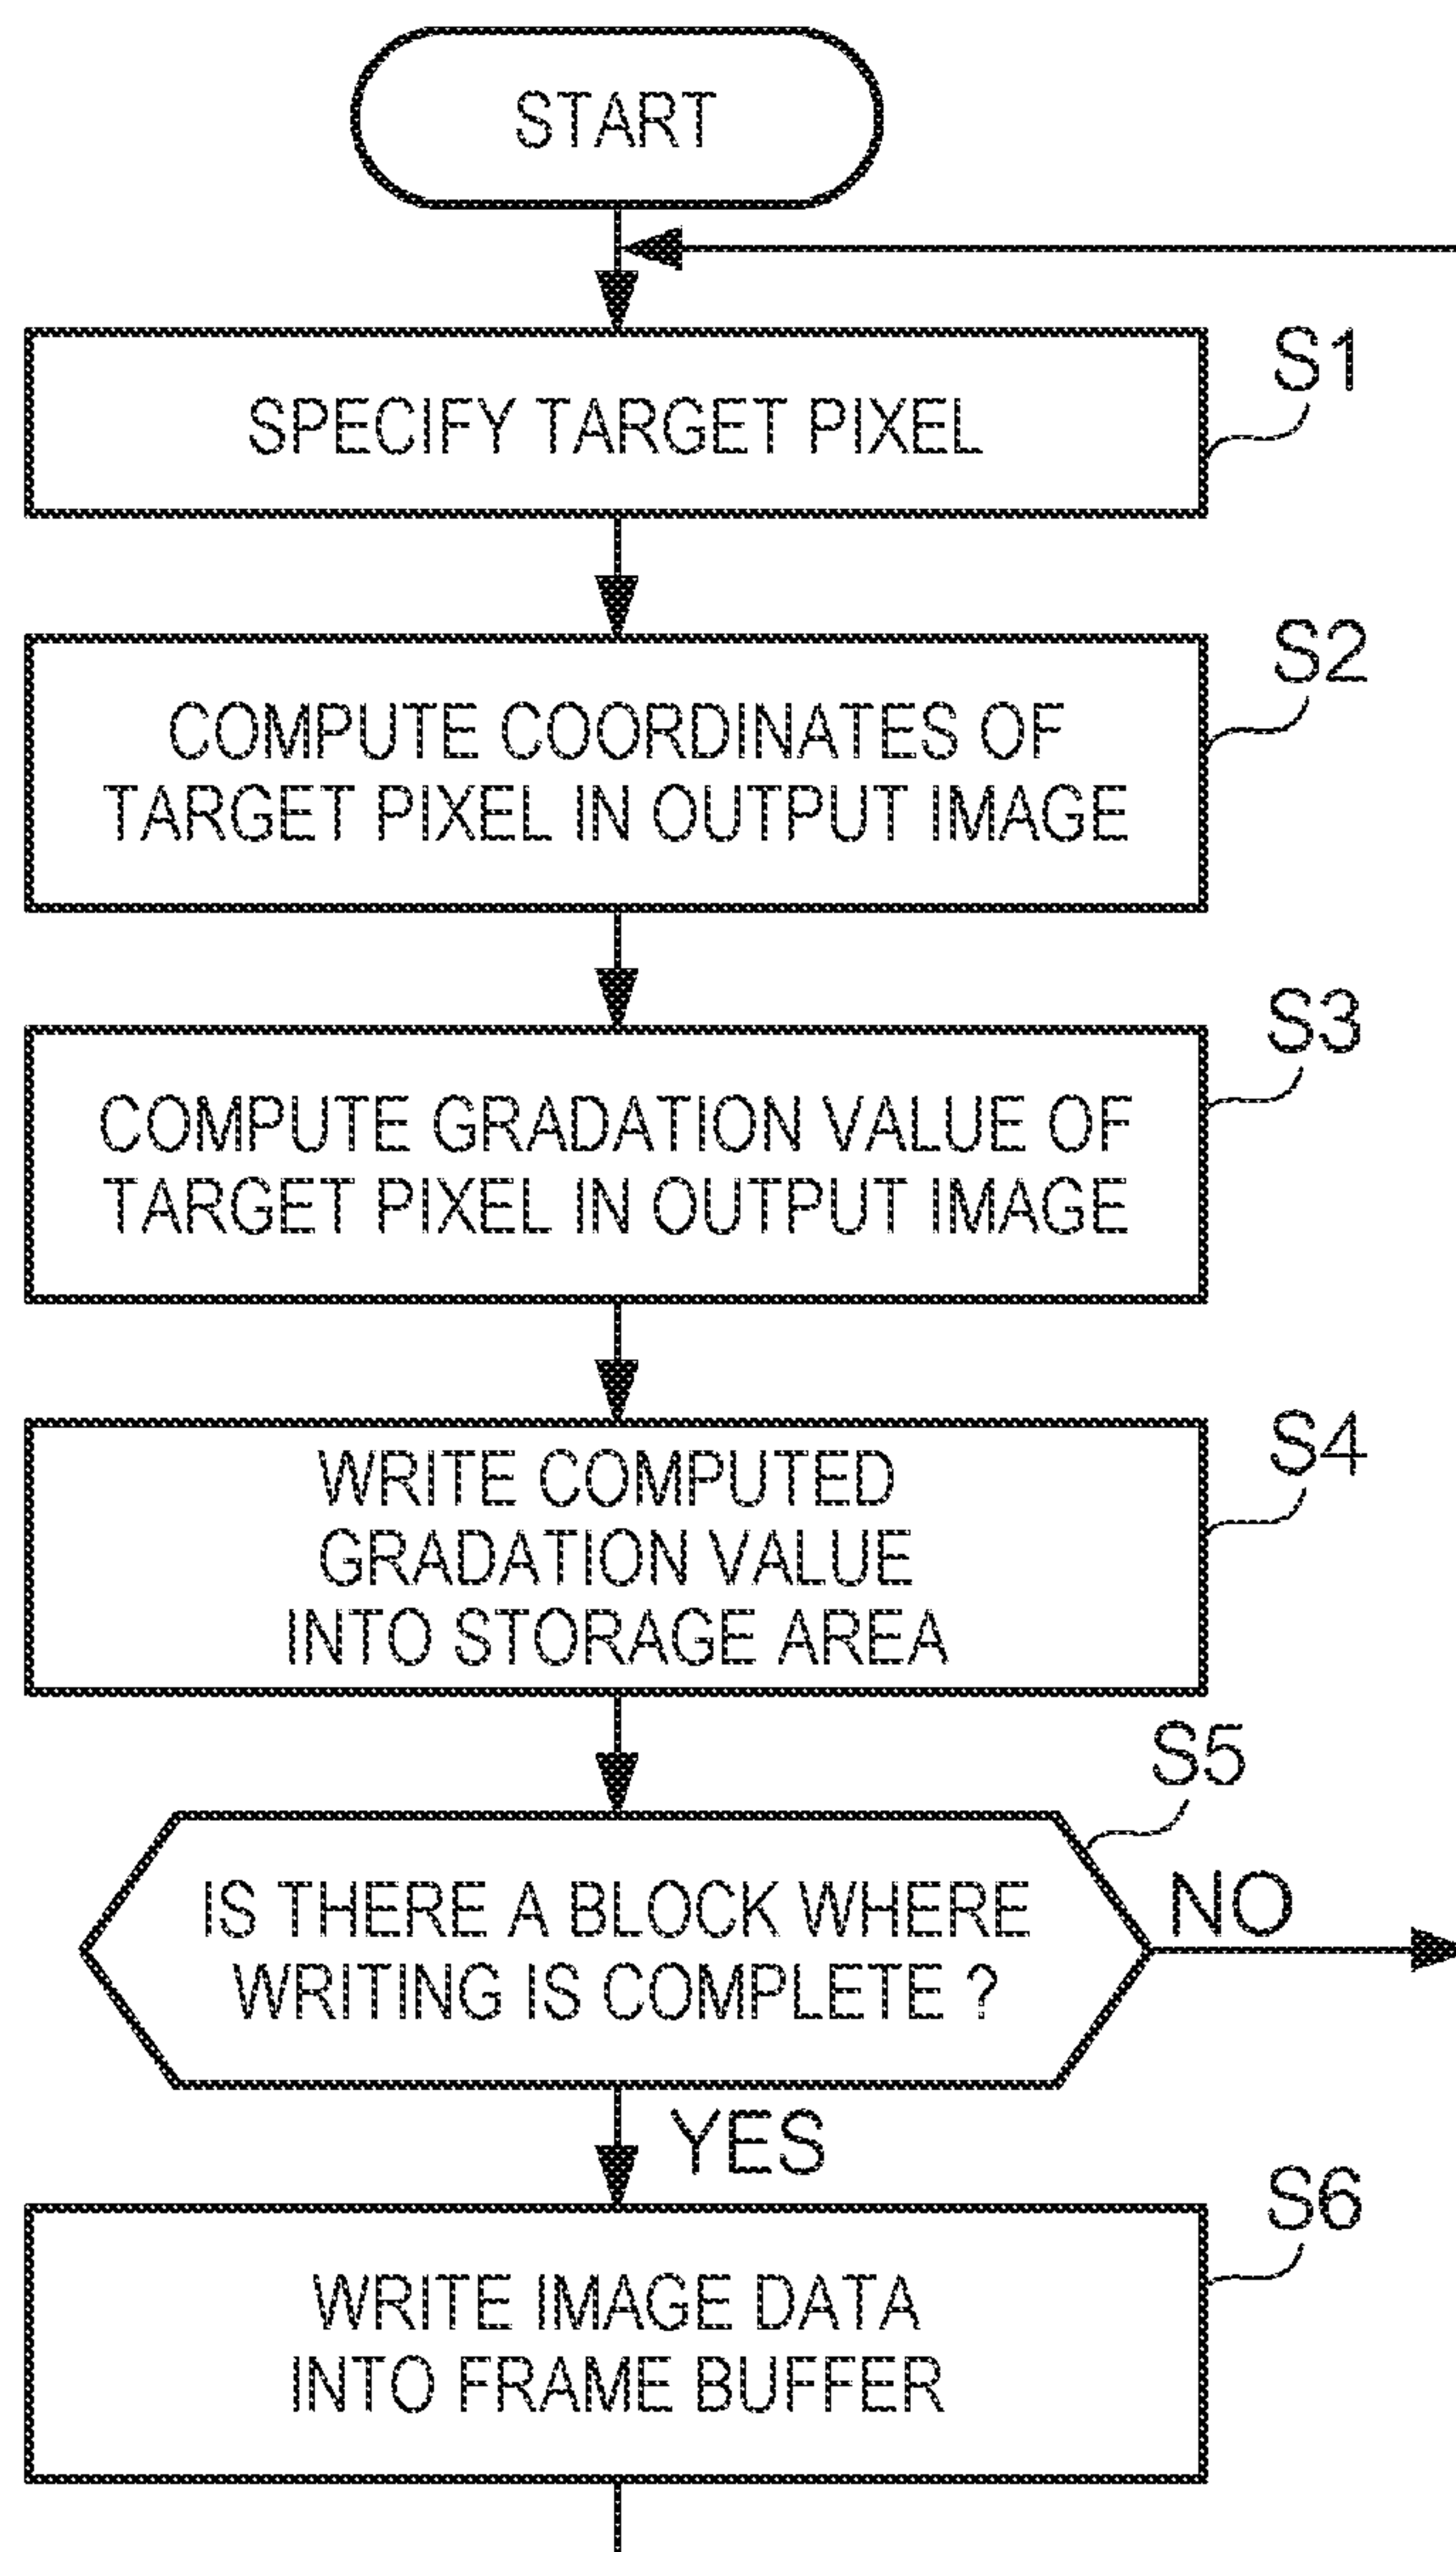 START
S1
SPECIFY TARGET PIXEL
S2
COMPUTE COORDINATES OF
TARGET PIXEL IN OUTPUT IMAGE
S3
COMPUTE GRADATION VALUE OF
TARGET PIXEL IN OUTPUT IMAGE
S4
WRITE COMPUTED
GRADATION VALUE
INTO STORAGE AREA
S5
IS THERE A BLOCK WHERE
WRITING IS COMPLETE ?
NO
YES
S6
WRITE IMAGE DATA
INTO FRAME BUFFER